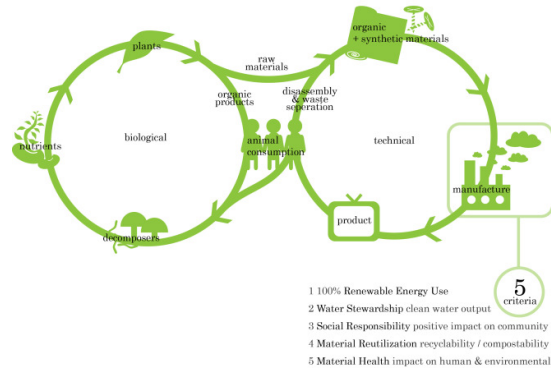 organic
+ synthetic materials
plants
raw
materials
organic
products
disassembly
& waste
seperation
biological
animal
consumption
technical
nutrients
manufacture
product
decomposers
5
criteria
1 100% Renewable Energy Use
2 Water Stewardship clean water output
3 Social Responsibility positive impact on community
4 Material Reutilization recyclability / compostability
5 Material Health impact on human & environmental